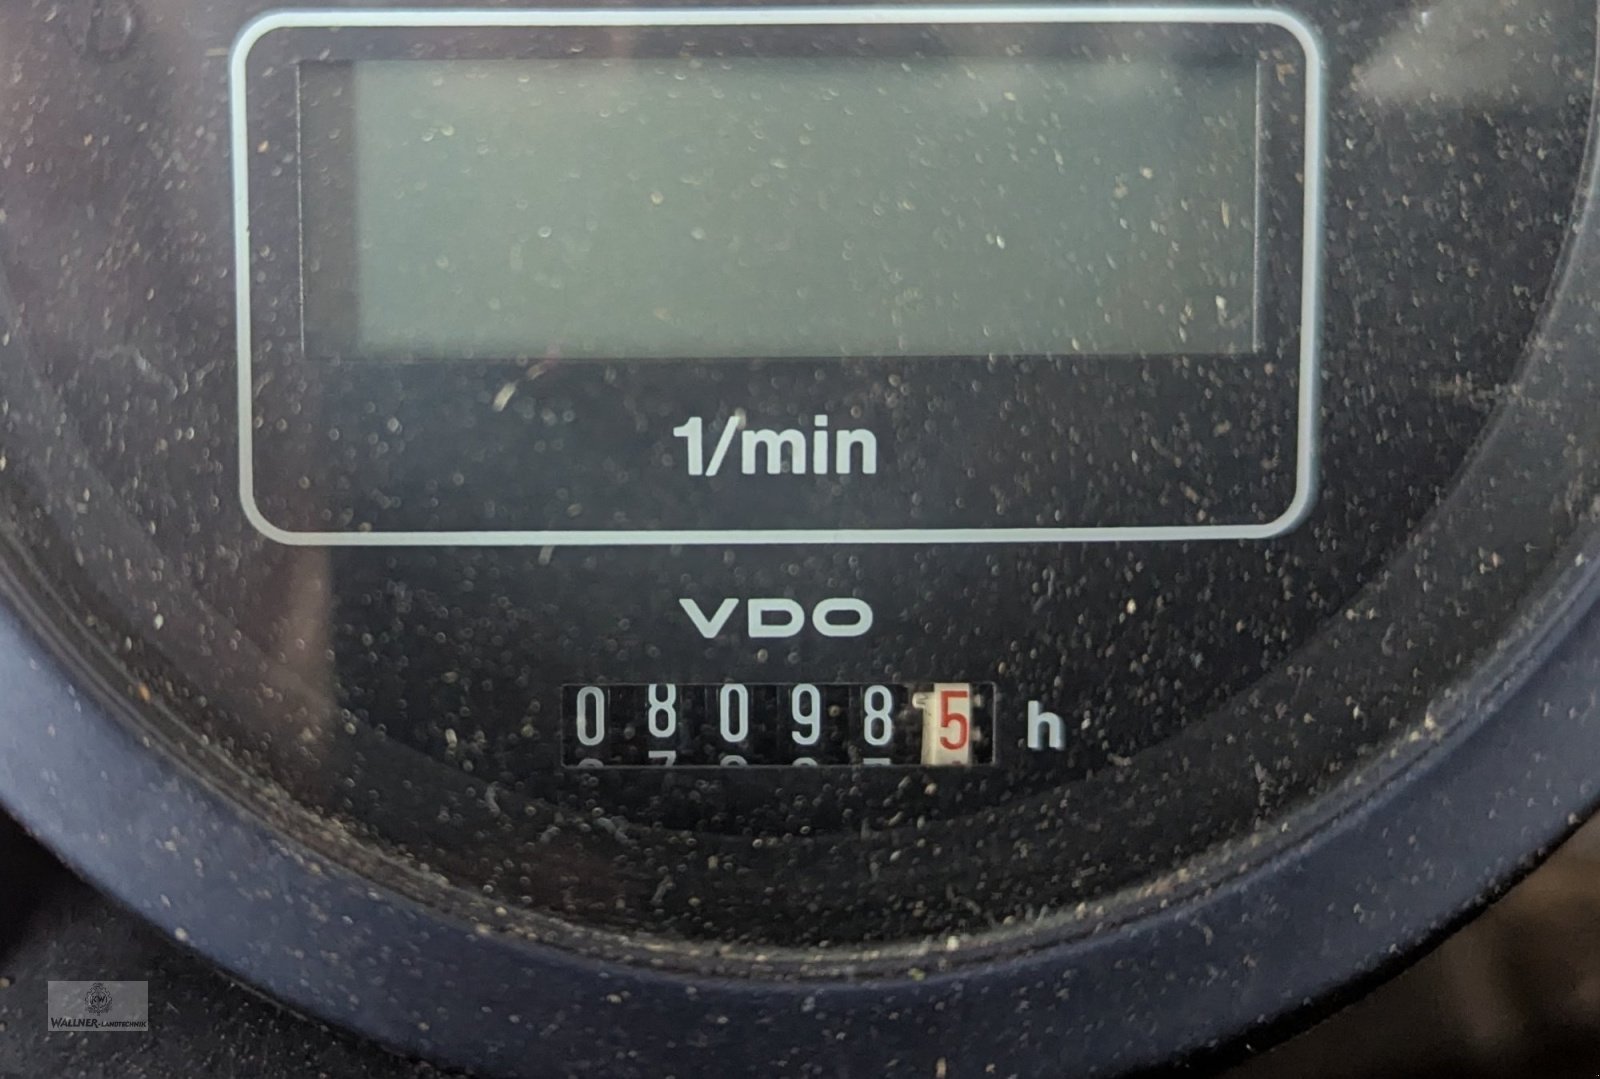 1/min
VDO
080985 h
WALLNER-LANDTECHNIK